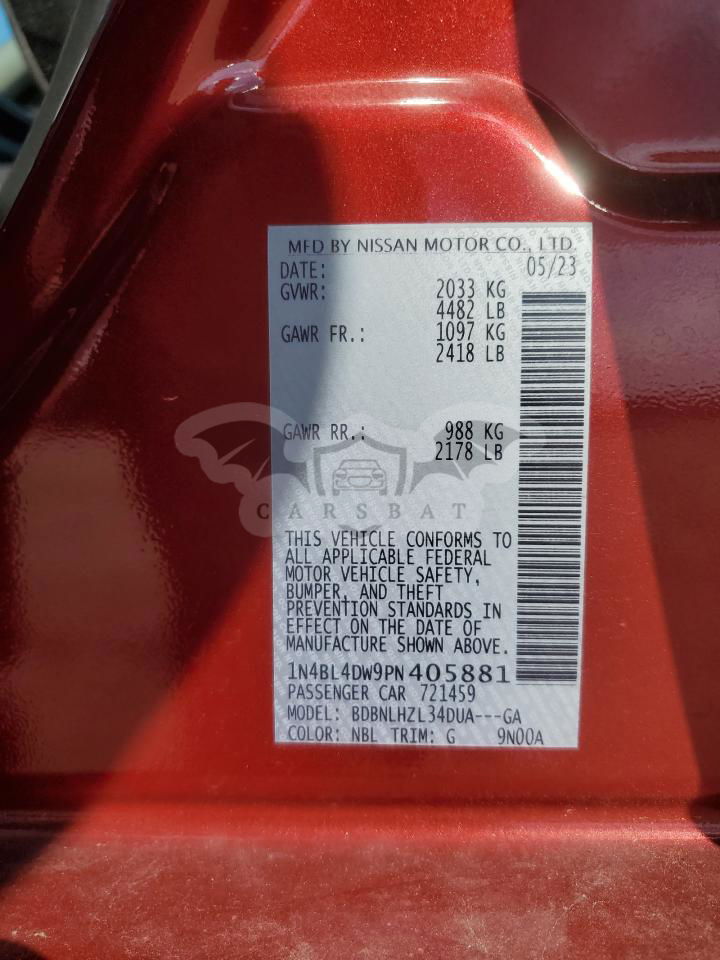 MFD BY NISSAN MOTOR CO., LTD.
DATE: 05/23
GVWR: 2033 KG
4482 LB
GAWR FR.: 1097 KG
2418 LB
GAWR RR.: 988 KG
2178 LB
CARSBAT
THIS VEHICLE CONFORMS TO
ALL APPLICABLE FEDERAL
MOTOR VEHICLE SAFETY,
BUMPER, AND THEFT
PREVENTION STANDARDS IN
EFFECT ON THE DATE OF
MANUFACTURE SHOWN ABOVE.
1N4BL4DW9PN405881
PASSENGER CAR 721459
MODEL: BDBNLHZL34DUA---GA
COLOR: NBL TRIM: G 9N00A